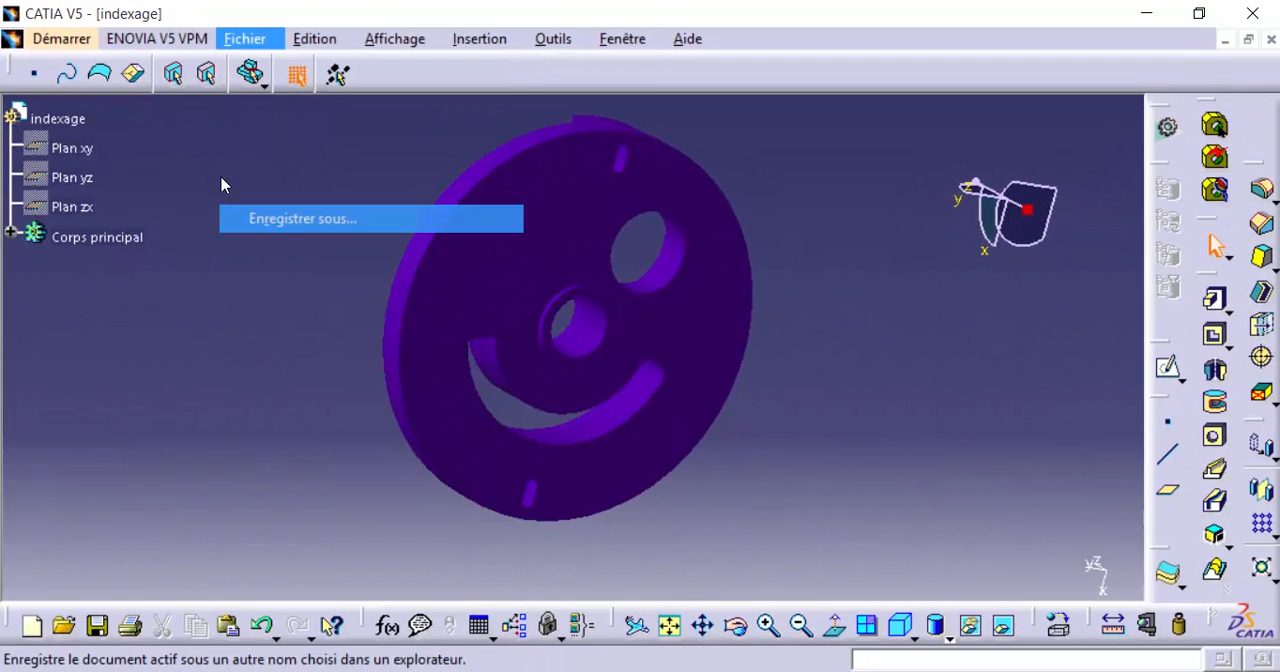 CATIA V5 - [indexage]
Démarrer ENOVIA V5 VPM Fichier Edition Affichage Insertion Outils Fenêtre Aide
indexage
Plan xy
Plan yz
Plan zx
Corps principal
Enregistrer sous...
z
y
x
yz
x
f(x)
CATIA
Enregistre le document actif sous un autre nom choisi dans un explorateur.